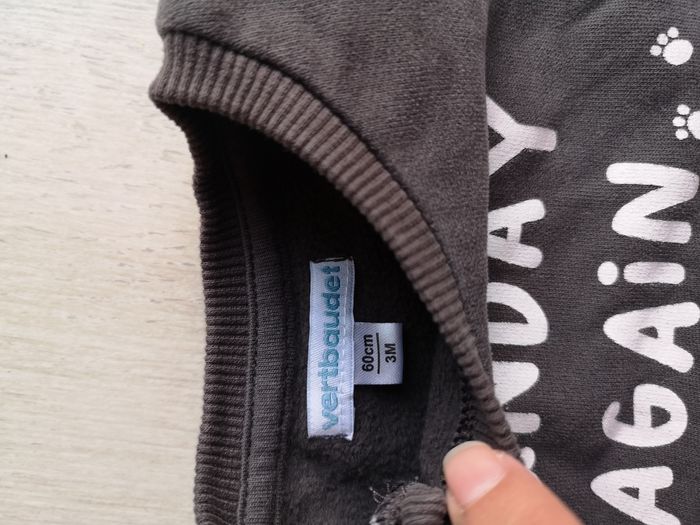 vertbaudet
60cm
3M
NDAY
AGAiN